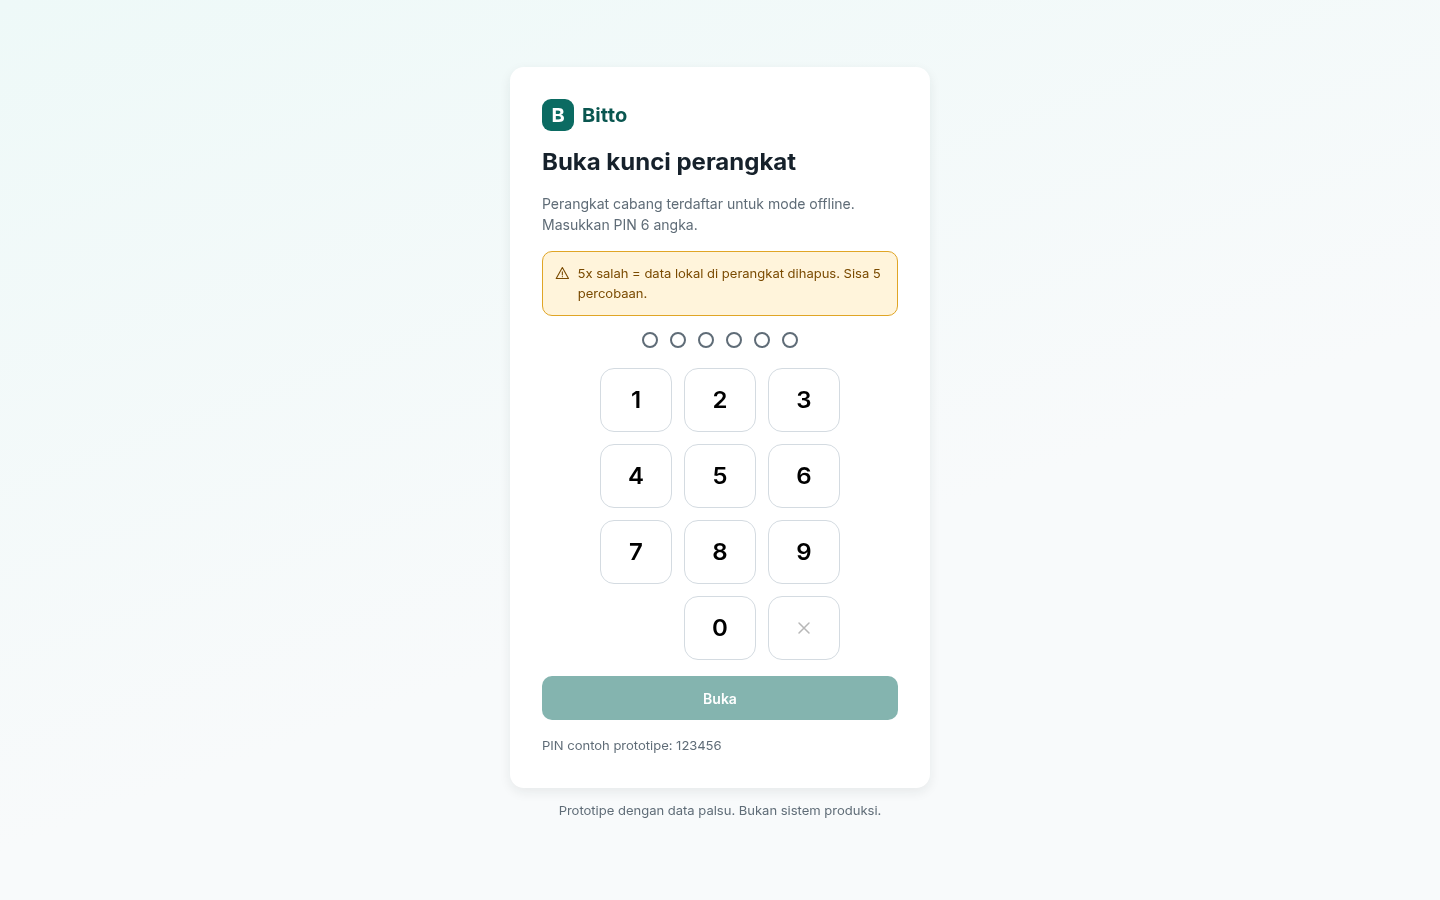 B Bitto
Buka kunci perangkat
Perangkat cabang terdaftar untuk mode offline.
Masukkan PIN 6 angka.
5x salah = data lokal di perangkat dihapus. Sisa 5
percobaan.
1 2 3
4 5 6
7 8 9
0 ×
Buka
PIN contoh prototipe: 123456
Prototipe dengan data palsu. Bukan sistem produksi.